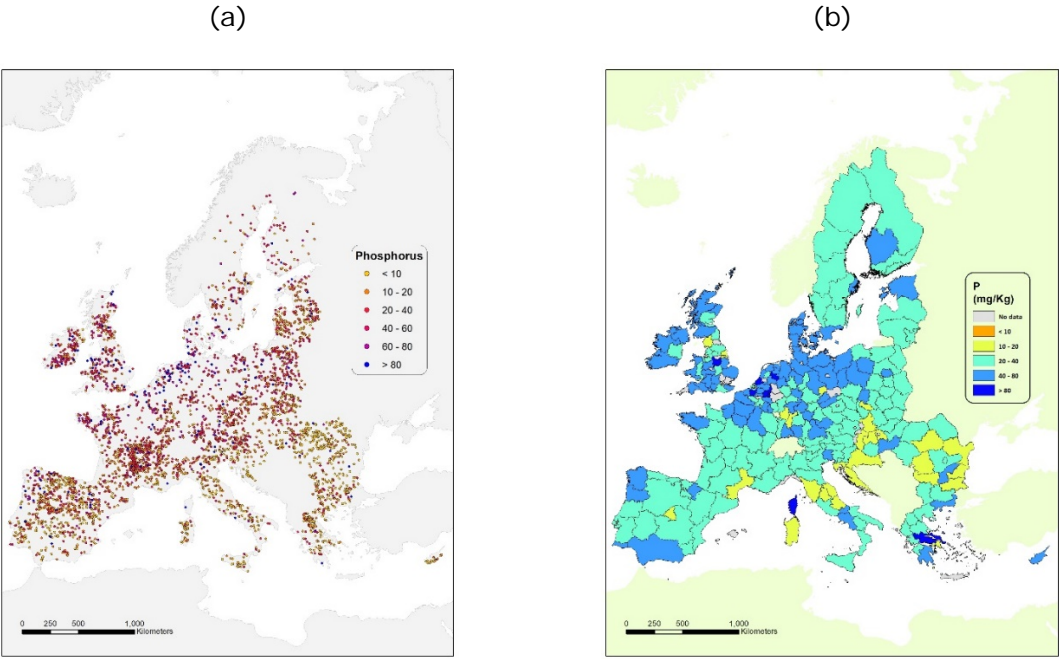 (a)
(b)
Phosphorus
< 10
10 - 20
20 - 40
40 - 60
60 - 80
> 80
0 250 500 1,000
Kilometers
P
(mg/Kg)
No data
< 10
10 - 20
20 - 40
40 - 80
> 80
0 250 500 1,000
Kilometers